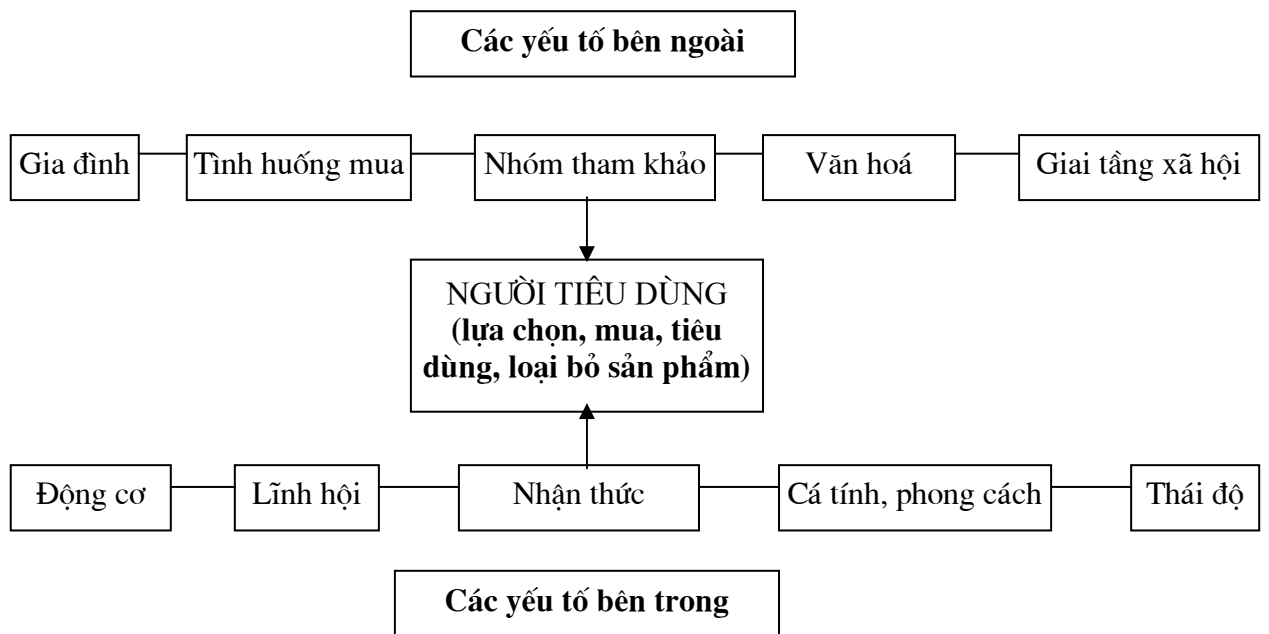 Các yếu tố bên ngoài
Gia đình
Tình huống mua
Nhóm tham khảo
Văn hoá
Giai tầng xã hội
NGƯỜI TIÊU DÙNG
(lựa chọn, mua, tiêu
dùng, loại bỏ sản phẩm)
Động cơ
Lĩnh hội
Nhận thức
Cá tính, phong cách
Thái độ
Các yếu tố bên trong